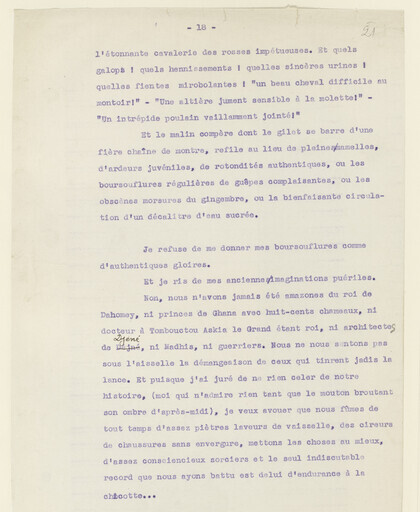 - 18 -
21
l'étonnante cavalerie des rosses impétueuses. Et quels
galops ! quels hennissements ! quelles sincères urines !
quelles fientes mirobolantes ! "un beau cheval difficile au
montoir!" - "Une altière jument sensible à la molette!" -
"Un intrépide poulain vaillamment jointé!"
Et le malin compère dont le gilet se barre d'une
fière chaîne de montre, refile au lieu de pleines mamelles,
d'ardeurs juvéniles, de rotondités authentiques, ou les
boursouflures régulières de guêpes complaisantes, ou les
obscènes morsures du gingembre, ou la bienfaisante circula-
tion d'un décalitre d'eau sucrée.
Je refuse de me donner mes boursouflures comme
d'authentiques gloires.
Et je ris de mes anciennes imaginations puériles.
Non, nous n'avons jamais été amazones du roi de
Dahomey, ni princes de Ghana avec huit-cents chameaux, ni
docteur à Tombouctou Askia le Grand étant roi, ni architectes
de Djéné, ni Madhis, ni guerriers. Nous ne nous sentons pas
sous l'aisselle la démangeaison de ceux qui tinrent jadis la
lance. Et puisque j'ai juré de ne rien celer de notre
histoire, (moi qui n'admire rien tant que le mouton broutant
son ombre d'après-midi), je veux avouer que nous fûmes de
tout temps d'assez piètres laveurs de vaisselle, des cireurs
de chaussures sans envergure, mettons les choses au mieux,
d'assez consciencieux sorciers et le seul indiscutable
record que nous ayons battu est celui d'endurance à la
chicotte...